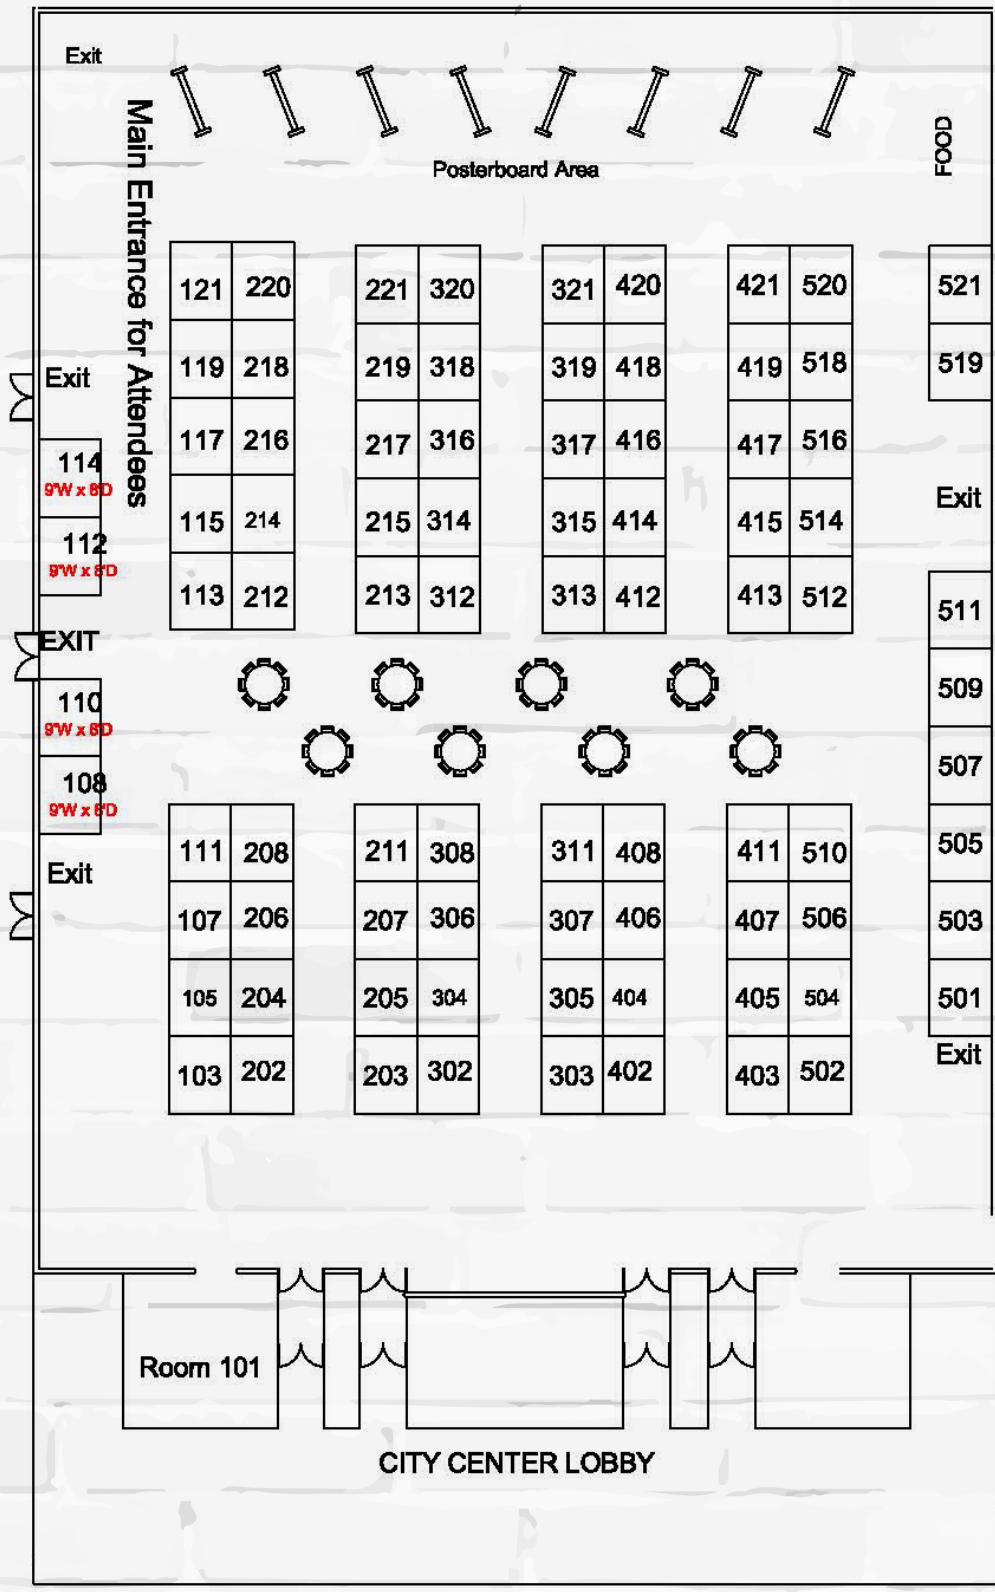 Exit
Main Entrance for Attendees
Posterboard Area
FOOD
121 220 221 320 321 420 421 520 521
119 218 219 318 319 418 419 518 519
Exit
117 216 217 316 317 416 417 516
114
9'W x 8'D
Exit
115 214 215 314 315 414 415 514
112
9'W x 8'D
113 212 213 312 313 412 413 512 511
EXIT
509
110
9'W x 8'D
507
108
9'W x 8'D
111 208 211 308 311 408 411 510 505
Exit
107 206 207 306 307 406 407 506 503
105 204 205 304 305 404 405 504 501
Exit
103 202 203 302 303 402 403 502
Room 101
CITY CENTER LOBBY